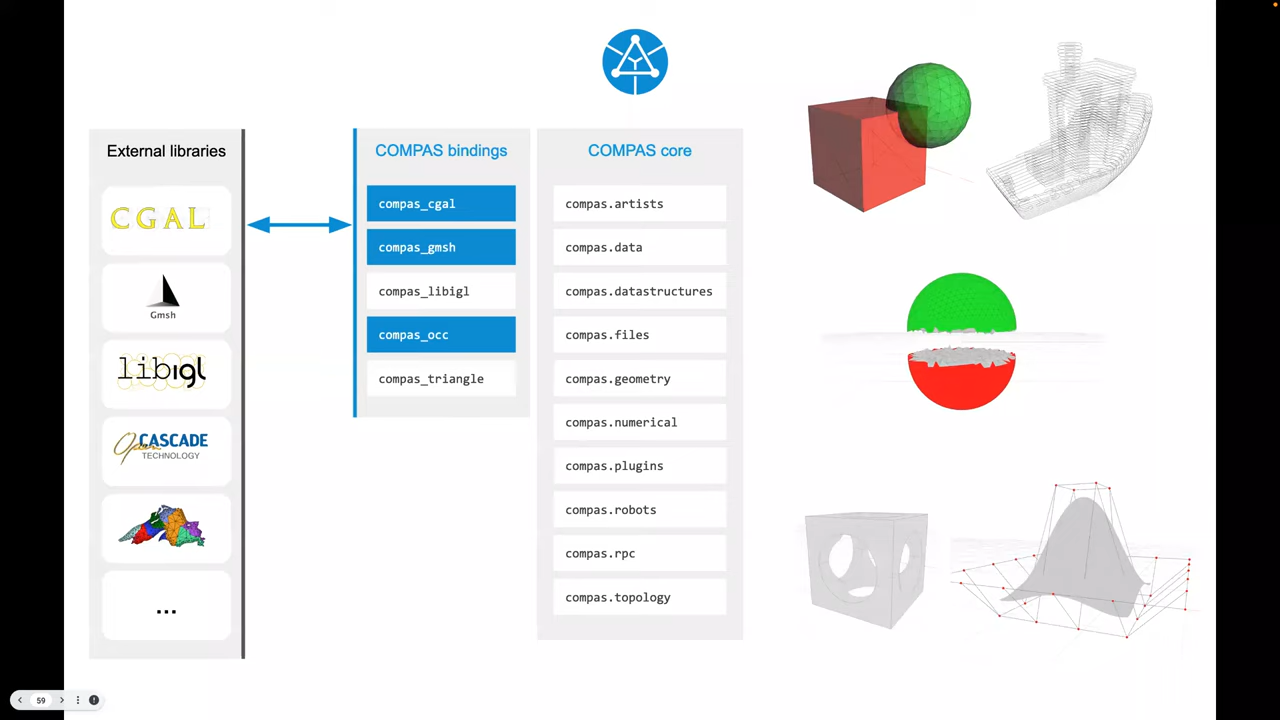 External libraries
CGAL
Gmsh
libigl
Open CASCADE
TECHNOLOGY
...
COMPAS bindings
compas_cgal
compas_gmsh
compas_libigl
compas_occ
compas_triangle
COMPAS core
compas.artists
compas.data
compas.datastructures
compas.files
compas.geometry
compas.numerical
compas.plugins
compas.robots
compas.rpc
compas.topology
59